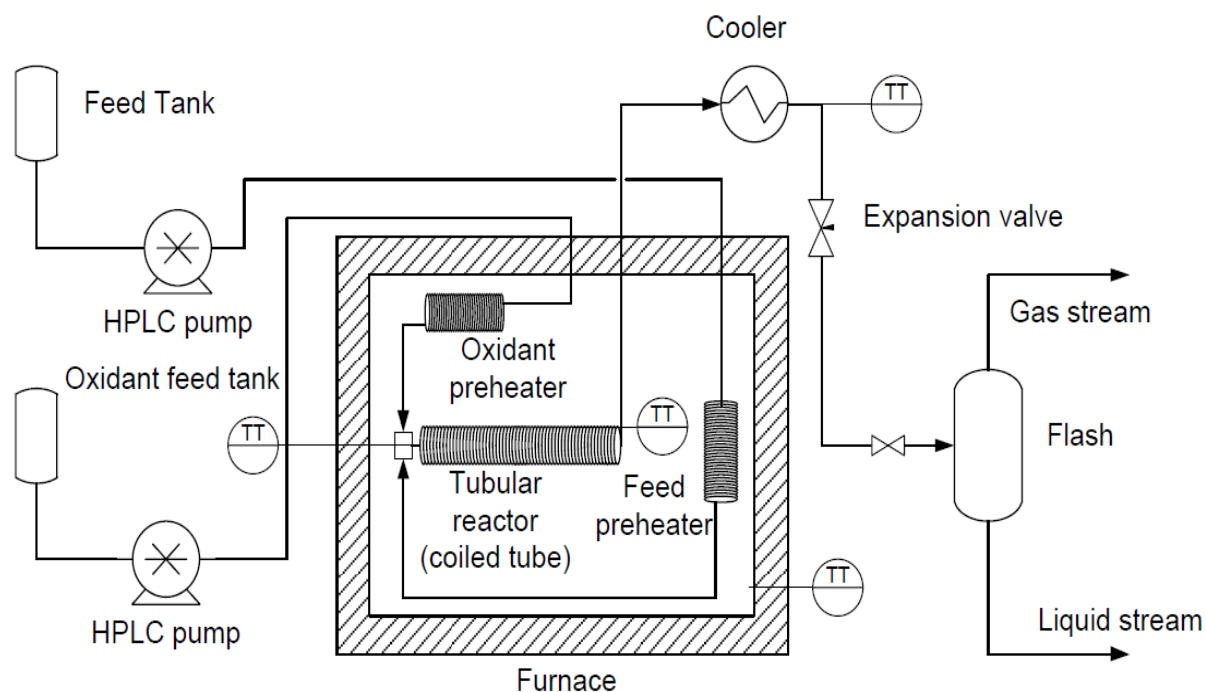 Cooler
Feed Tank
TT
Expansion valve
HPLC pump
Gas stream
Oxidant
preheater
Oxidant feed tank
TT
TT
Flash
Tubular
reactor
(coiled tube)
Feed
preheater
TT
HPLC pump
Liquid stream
Furnace